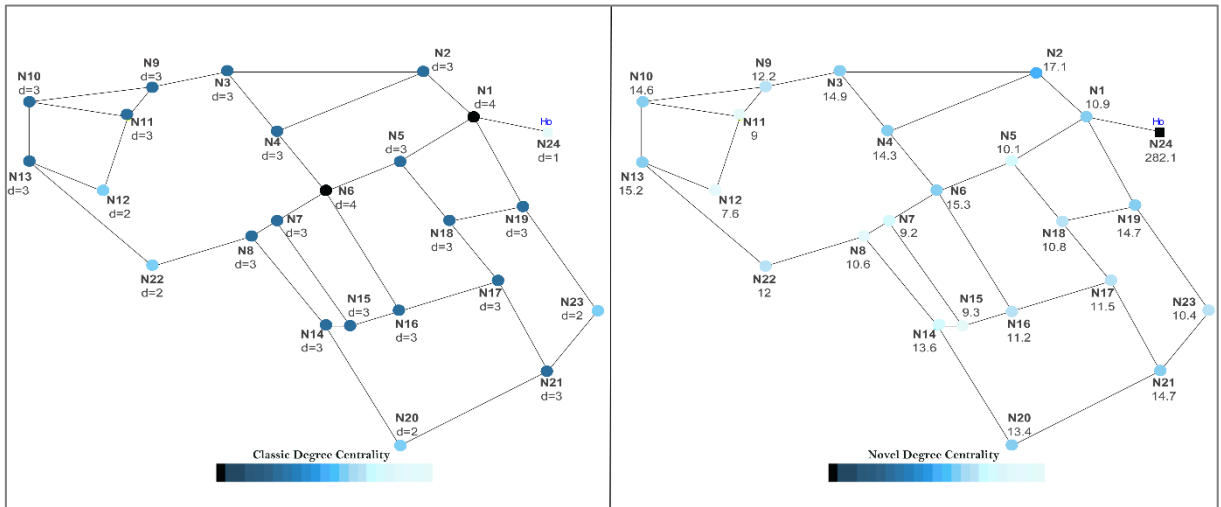 N2
d=3
N9
d=3
N3
d=3
N10
d=3
N1
d=4
N11
d=3
N4
d=3
N5
d=3
Ho
N24
d=1
N13
d=3
N12
d=2
N6
d=4
N7
d=3
N8
d=3
N18
d=3
N19
d=3
N22
d=2
N15
d=3
N14
d=3
N16
d=3
N17
d=3
N23
d=2
N21
d=3
N20
d=2
Classic Degree Centrality
N2
17.1
N9
12.2
N3
14.9
N10
14.6
N1
10.9
N11
9
N4
14.3
N5
10.1
Ho
N24
282.1
N13
15.2
N12
7.6
N6
15.3
N7
9.2
N8
10.6
N18
10.8
N19
14.7
N22
12
N15
9.3
N14
13.6
N16
11.2
N17
11.5
N23
10.4
N21
14.7
N20
13.4
Novel Degree Centrality